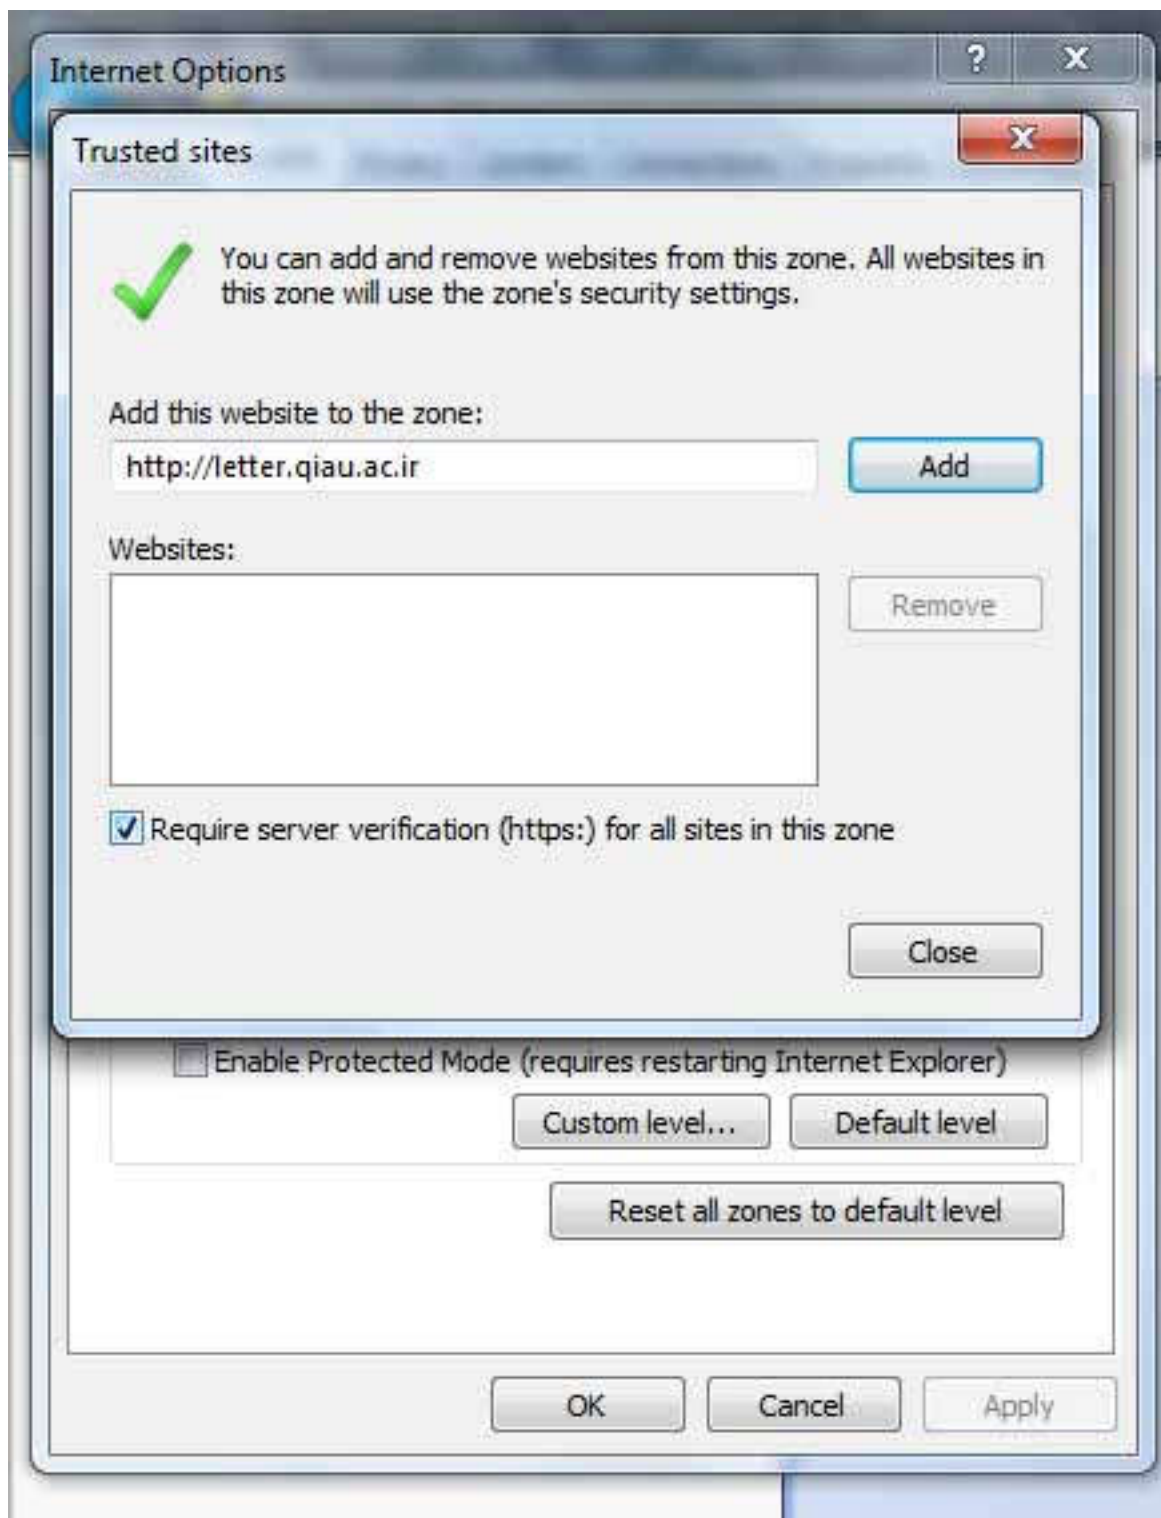 Internet Options
Trusted sites
You can add and remove websites from this zone. All websites in
this zone will use the zone's security settings.
Add this website to the zone:
http://letter.qiau.ac.ir
Add
Websites:
Remove
Require server verification (https:) for all sites in this zone
Close
Enable Protected Mode (requires restarting Internet Explorer)
Custom level...
Default level
Reset all zones to default level
OK
Cancel
Apply